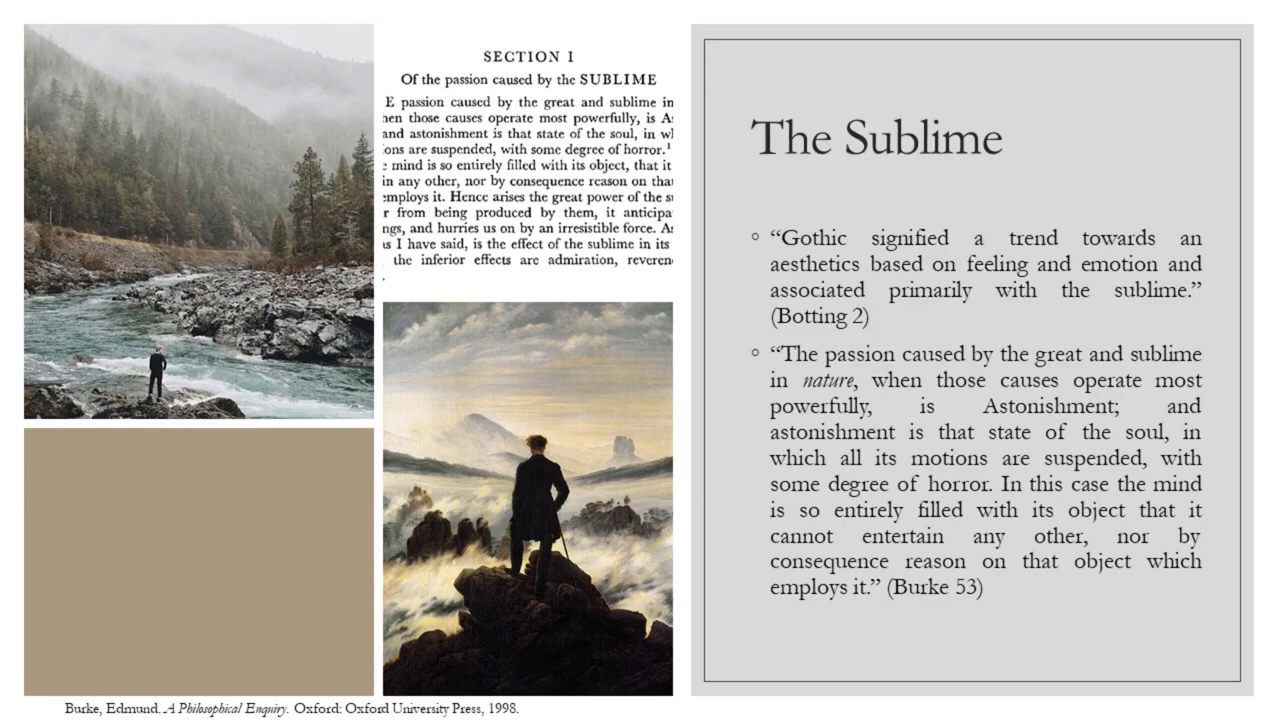 SECTION I
Of the passion caused by the SUBLIME
E passion caused by the great and sublime in
hen those causes operate most powerfully, is
and astonishment is that state of the soul, in
ons are suspended, with some degree of horror.¹
mind is so entirely filled with its object, that it
in any other, nor by consequence reason on
employs it. Hence arises the great power of the
r from being produced by them, it
ngs, and hurries us on by an irresistible force.
as I have said, is the effect of the sublime in its
the inferior effects are admiration,
The Sublime
“Gothic signified a trend towards an
aesthetics based on feeling and emotion and
associated primarily with the sublime.”
(Botting 2)
“The passion caused by the great and sublime
in nature, when those causes operate most
powerfully, is Astonishment; and
astonishment is that state of the soul, in
which all its motions are suspended, with
some degree of horror. In this case the mind
is so entirely filled with its object that it
cannot entertain any other, nor by
consequence reason on that object which
employs it.” (Burke 53)
Burke, Edmund. A Philosophical Enquiry. Oxford: Oxford University Press, 1998.